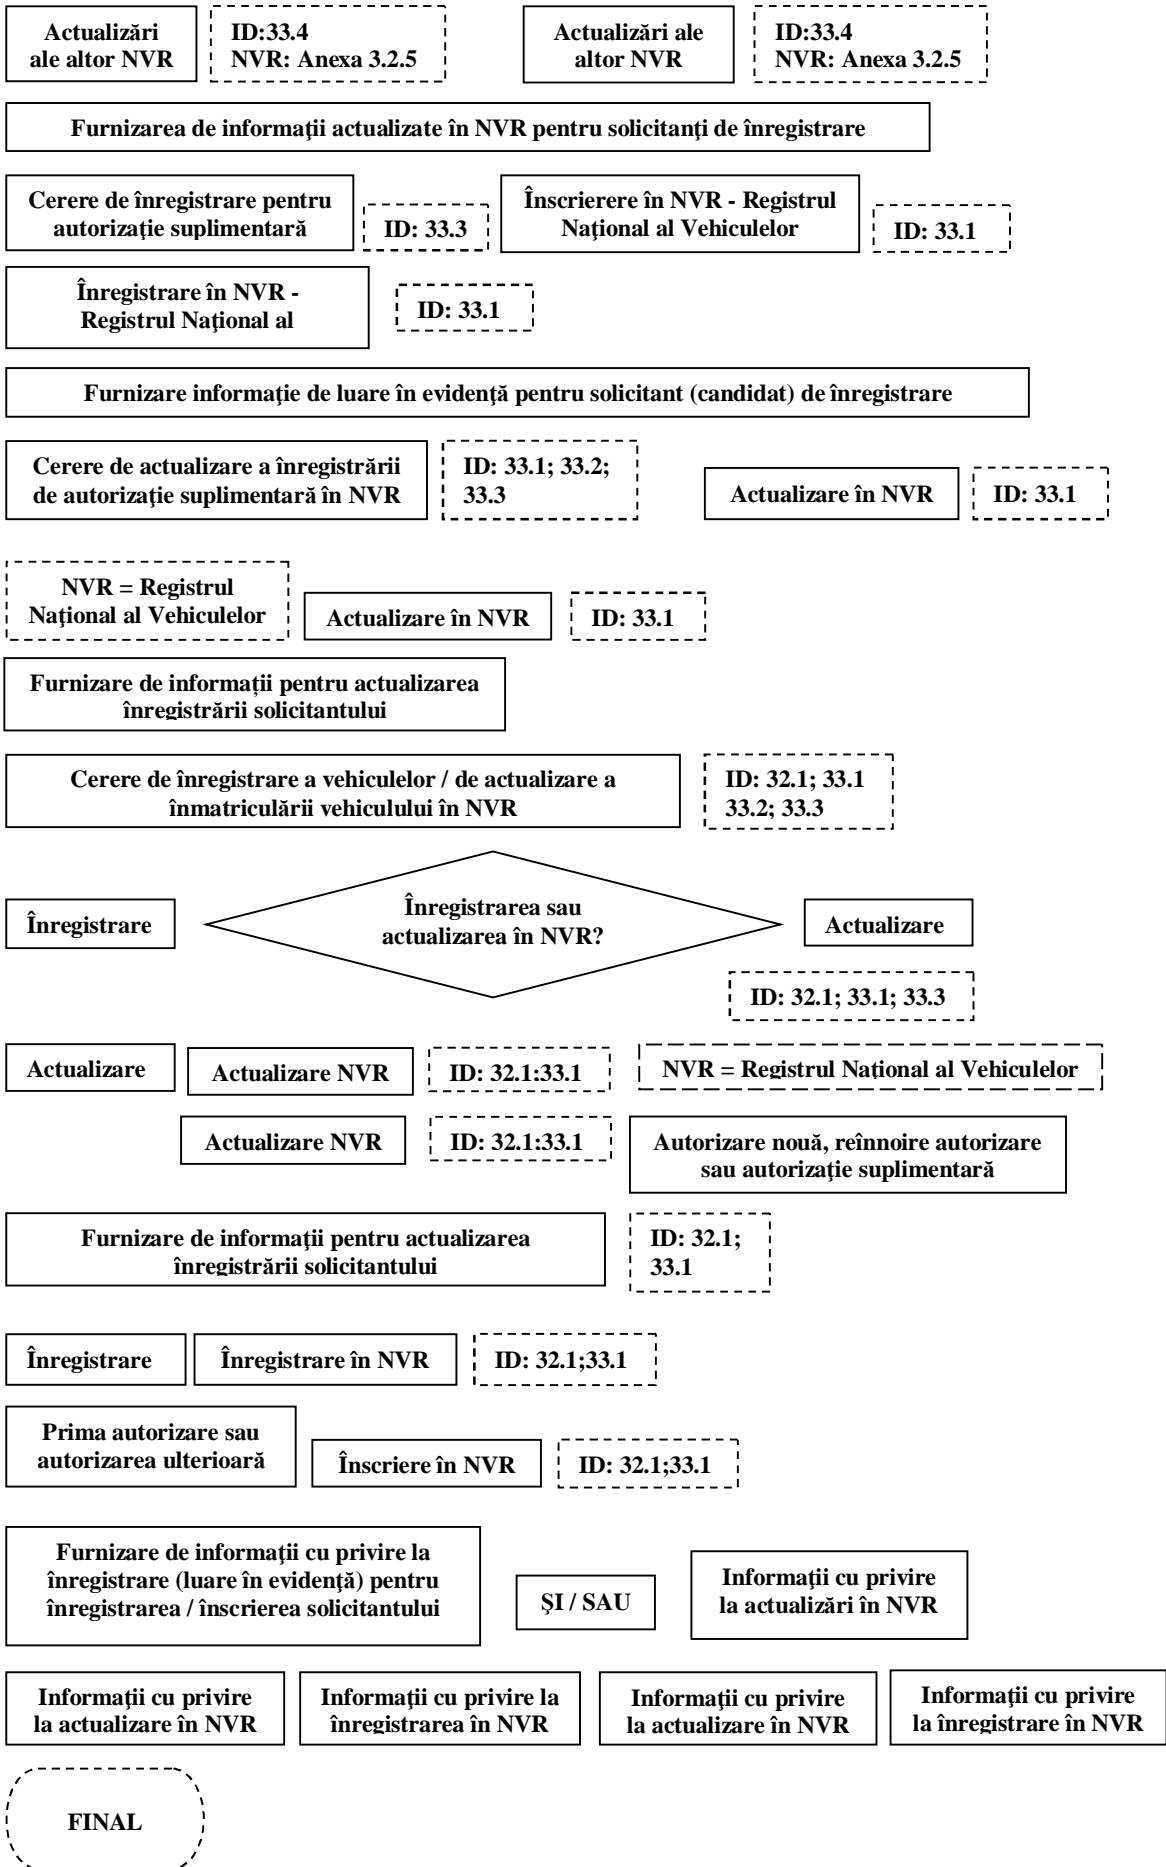 Actualizări
ale altor NVR
ID:33.4
NVR: Anexa 3.2.5
Actualizări ale
altor NVR
ID:33.4
NVR: Anexa 3.2.5
Furnizarea de informaţii actualizate în NVR pentru solicitanţi de înregistrare
Cerere de înregistrare pentru
autorizaţie suplimentară
ID: 33.3
Înscrierere în NVR - Registrul
Naţional al Vehiculelor
ID: 33.1
Înregistrare în NVR -
Registrul Naţional al
ID: 33.1
Furnizare informaţie de luare în evidenţă pentru solicitant (candidat) de înregistrare
Cerere de actualizare a înregistrării
de autorizaţie suplimentară în NVR
ID: 33.1; 33.2;
33.3
Actualizare în NVR
ID: 33.1
NVR = Registrul
Naţional al Vehiculelor
Actualizare în NVR
ID: 33.1
Furnizare de informații pentru actualizarea
înregistrării solicitantului
Cerere de înregistrare a vehiculelor / de actualizare a
înmatriculării vehiculului în NVR
ID: 32.1; 33.1
33.2; 33.3
Înregistrare
Înregistrarea sau
actualizarea în NVR?
Actualizare
ID: 32.1; 33.1; 33.3
Actualizare
Actualizare NVR
ID: 32.1:33.1
NVR = Registrul Naţional al Vehiculelor
Actualizare NVR
ID: 32.1:33.1
Autorizare nouă, reînnoire autorizare
sau autorizaţie suplimentară
Furnizare de informaţii pentru actualizarea
înregistrării solicitantului
ID: 32.1;
33.1
Înregistrare
Înregistrare în NVR
ID: 32.1;33.1
Prima autorizare sau
autorizarea ulterioară
Înscriere în NVR
ID: 32.1;33.1
Furnizare de informaţii cu privire la
înregistrare (luare în evidenţă) pentru
înregistrarea / înscrierea solicitantului
ŞI / SAU
Informaţii cu privire
la actualizări în NVR
Informaţii cu privire
la actualizare în NVR
Informaţii cu privire la
înregistrarea în NVR
Informaţii cu privire
la actualizare în NVR
Informaţii cu privire
la înregistrare în NVR
FINAL